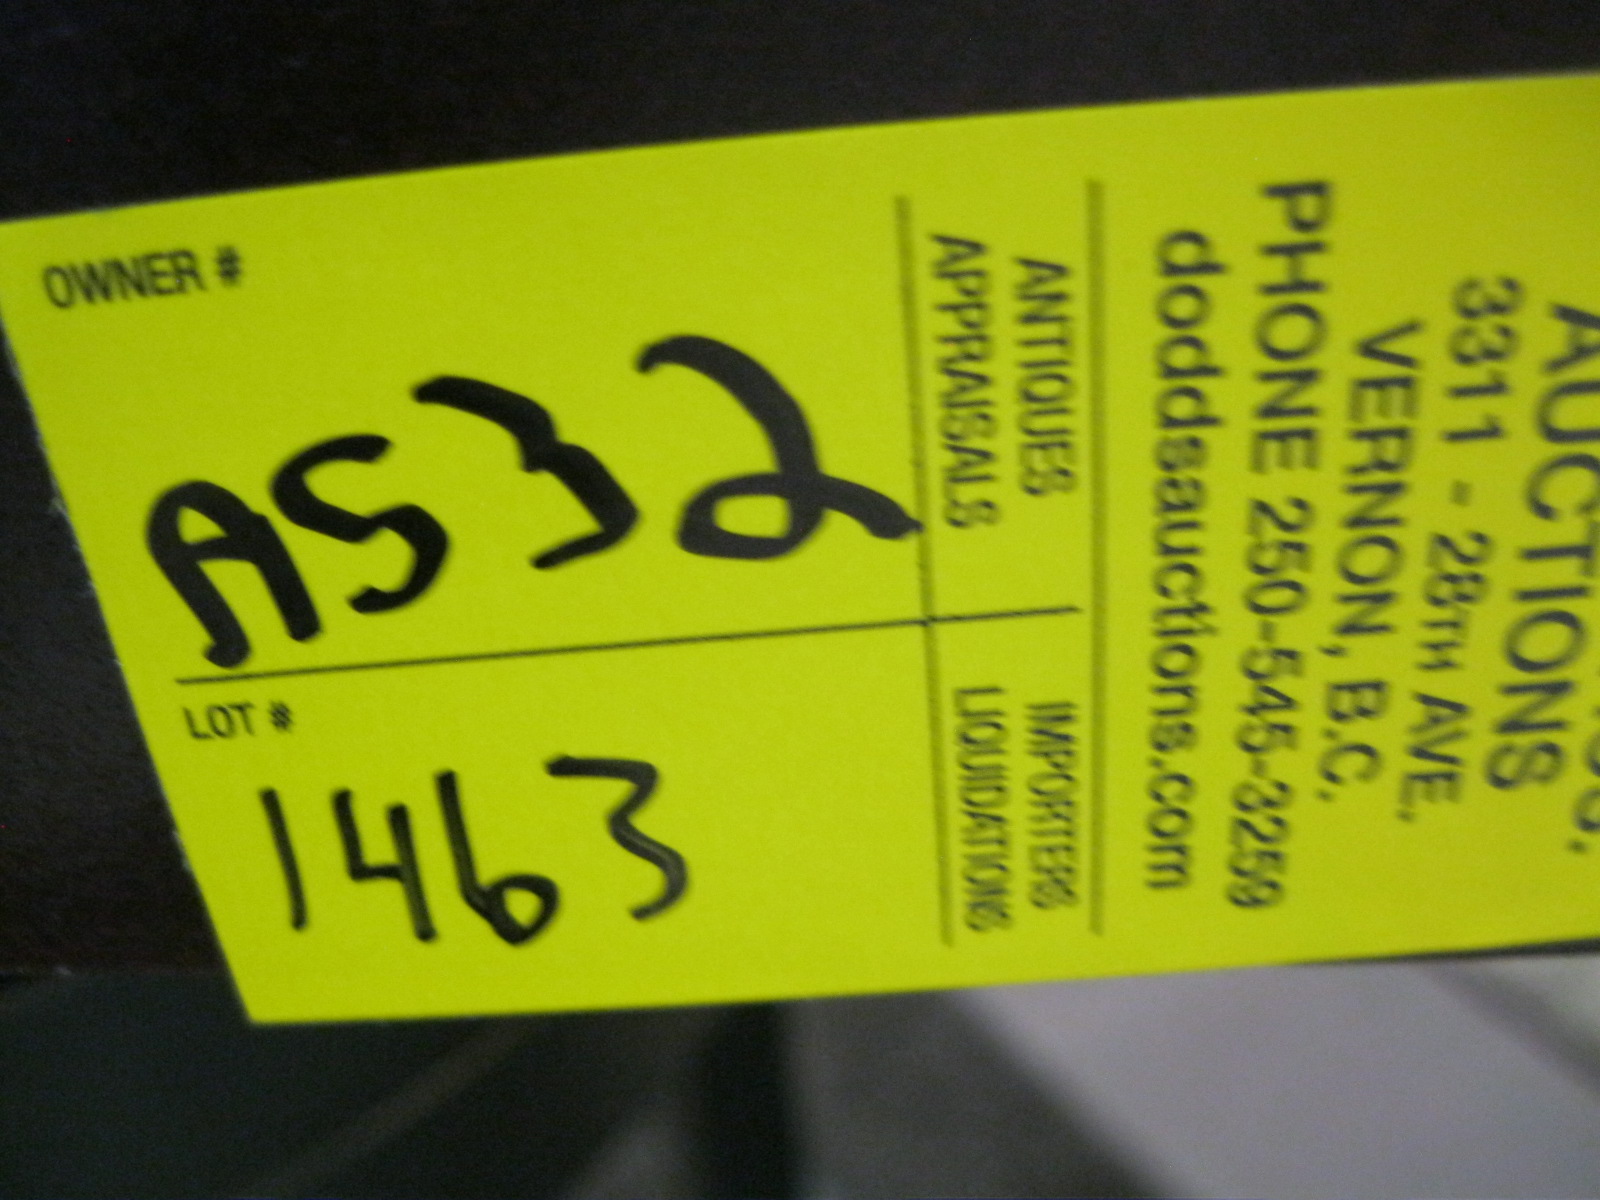 OWNER #
AS32
LOT #
1463
AUCTIONS
3311 - 28TH AVE.
VERNON, B.C.
PHONE 250-545-3259
doddsauctions.com
ANTIQUES
APPRAISALS
IMPORTERS
LIQUIDATIONS